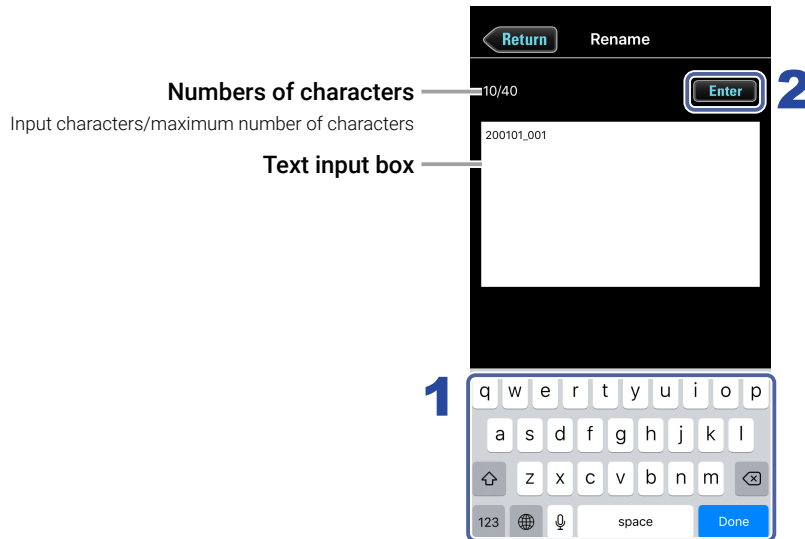 Return Rename
Numbers of characters
10/40
Enter
2
Input characters/maximum number of characters
200101_001
Text input box
1
q w e r t y u i o p
a s d f g h j k l
z x c v b n m
123 space Done